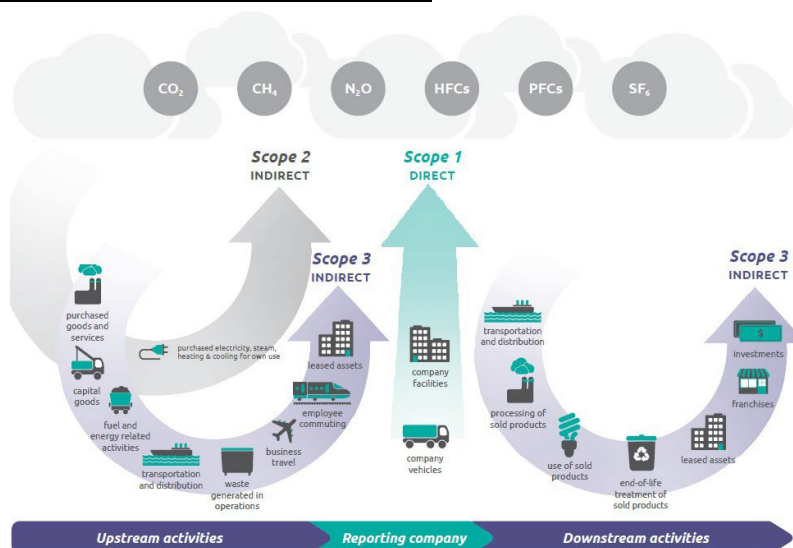 CO₂
CH₄
N₂O
HFCs
PFCs
SF₆
Scope 2
INDIRECT
Scope 1
DIRECT
Scope 3
INDIRECT
Scope 3
INDIRECT
purchased
goods and
services
capital
goods
fuel and
energy related
activities
transportation
and distribution
waste
generated in
operations
business
travel
employee
commuting
leased assets
purchased electricity, steam,
heating & cooling for own use
company
facilities
company
vehicles
transportation
and distribution
processing of
sold products
use of sold
products
end-of-life
treatment of
sold products
leased assets
franchises
investments
$
Upstream activities
Reporting company
Downstream activities